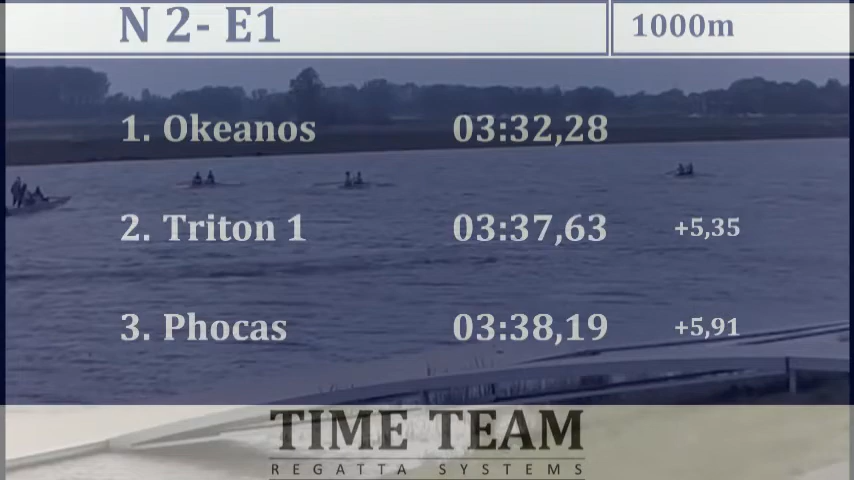 N 2- E1 1000m
1. Okeanos 03:32,28
2. Triton 1 03:37,63 +5,35
3. Phocas 03:38,19 +5,91
TIME TEAM
REGATTA SYSTEMS